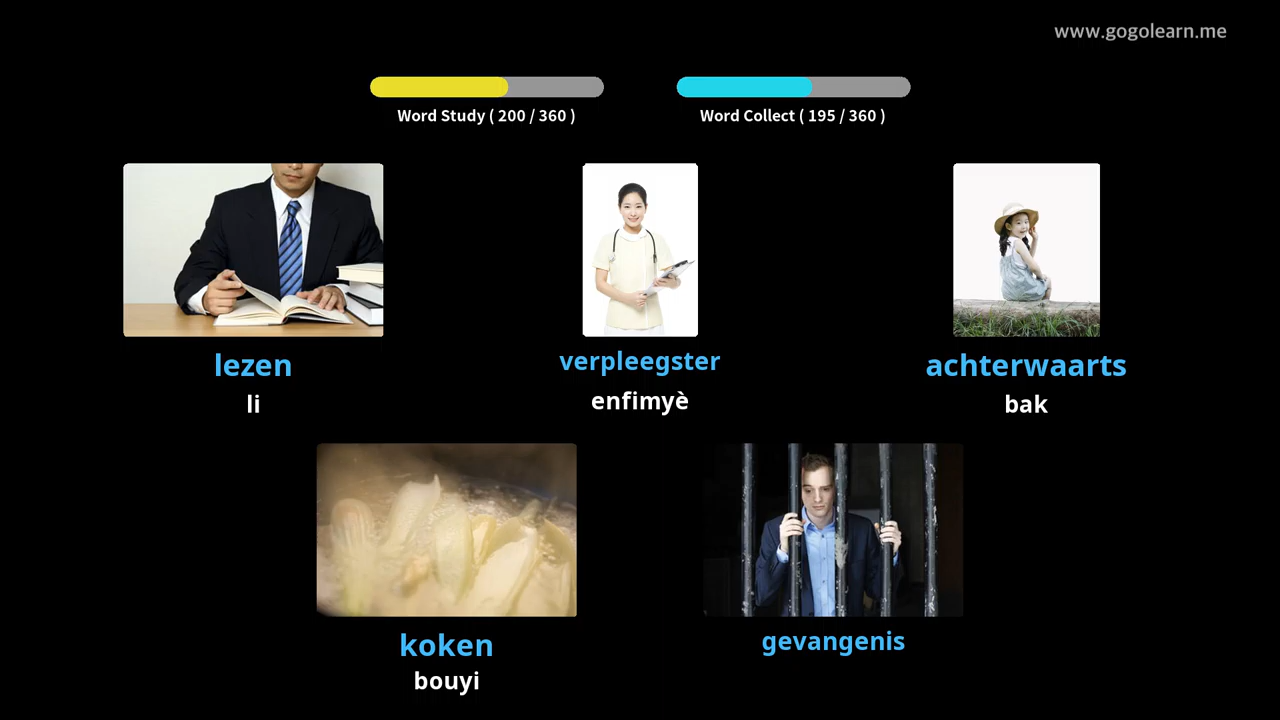 www.gogolearn.me
Word Study ( 200 / 360 )
Word Collect ( 195 / 360 )
lezen
li
verpleegster
enfimyè
achterwaarts
bak
koken
bouyi
gevangenis